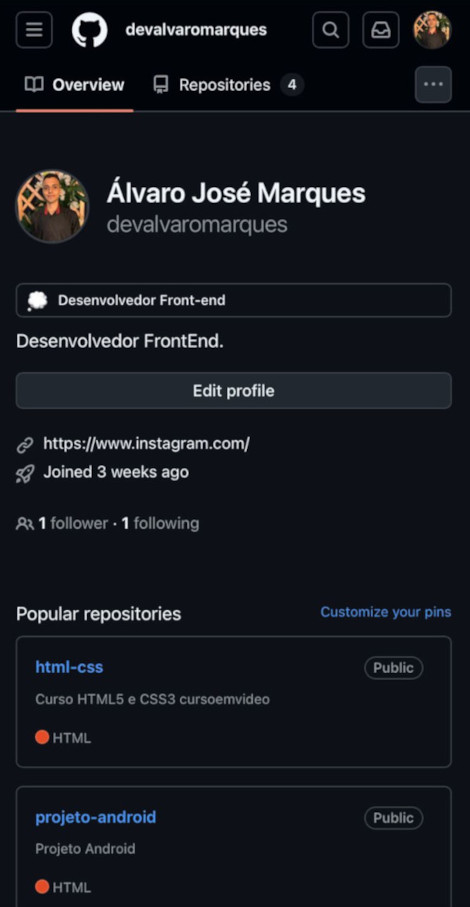 devalvaromarques
Overview
Repositories 4
Álvaro José Marques
devalvaromarques
Desenvolvedor Front-end
Desenvolvedor FrontEnd.
Edit profile
https://www.instagram.com/
Joined 3 weeks ago
1 follower · 1 following
Popular repositories
Customize your pins
html-css
Public
Curso HTML5 e CSS3 cursoemvideo
HTML
projeto-android
Public
Projeto Android
HTML